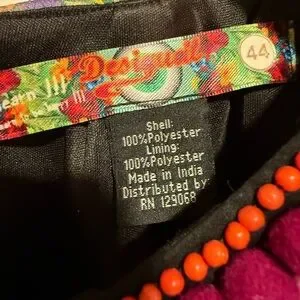 Desigual
44
Shell:
100%Polyester
Lining:
100%Polyester
Made in India
Distributed by:
RN 129068